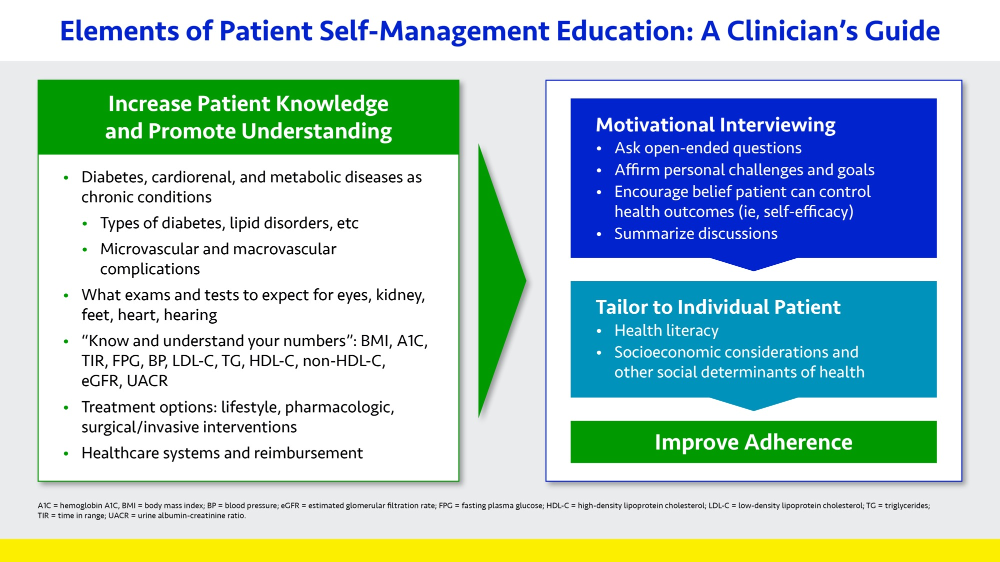 Elements of Patient Self-Management Education: A Clinician’s Guide
Increase Patient Knowledge
and Promote Understanding
• Diabetes, cardiorenal, and metabolic diseases as
chronic conditions
• Types of diabetes, lipid disorders, etc
• Microvascular and macrovascular
complications
• What exams and tests to expect for eyes, kidney,
feet, heart, hearing
• “Know and understand your numbers”: BMI, A1C,
TIR, FPG, BP, LDL-C, TG, HDL-C, non-HDL-C,
eGFR, UACR
• Treatment options: lifestyle, pharmacologic,
surgical/invasive interventions
• Healthcare systems and reimbursement
Motivational Interviewing
• Ask open-ended questions
• Affirm personal challenges and goals
• Encourage belief patient can control
health outcomes (ie, self-efficacy)
• Summarize discussions
Tailor to Individual Patient
• Health literacy
• Socioeconomic considerations and
other social determinants of health
Improve Adherence
A1C = hemoglobin A1C, BMI = body mass index; BP = blood pressure; eGFR = estimated glomerular filtration rate; FPG = fasting plasma glucose; HDL-C = high-density lipoprotein cholesterol; LDL-C = low-density lipoprotein cholesterol; TG = triglycerides;
TIR = time in range; UACR = urine albumin-creatinine ratio.